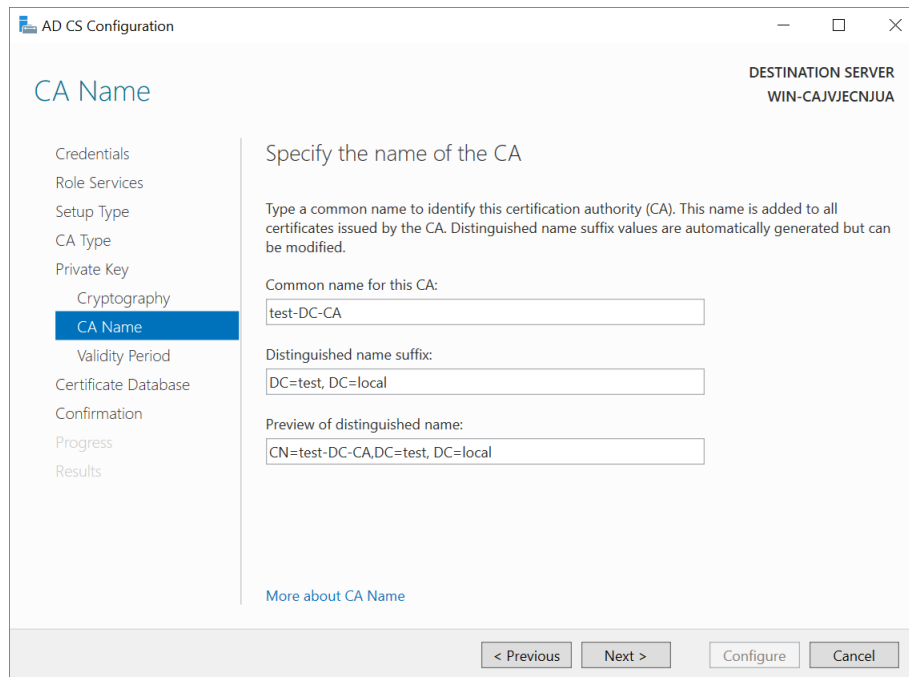 AD CS Configuration
CA Name
DESTINATION SERVER
WIN-CAJVJECNJUA
Credentials
Role Services
Setup Type
CA Type
Private Key
Cryptography
CA Name
Validity Period
Certificate Database
Confirmation
Progress
Results
Specify the name of the CA
Type a common name to identify this certification authority (CA). This name is added to all
certificates issued by the CA. Distinguished name suffix values are automatically generated but can
be modified.
Common name for this CA:
test-DC-CA
Distinguished name suffix:
DC=test, DC=local
Preview of distinguished name:
CN=test-DC-CA,DC=test, DC=local
More about CA Name
< Previous
Next >
Configure
Cancel